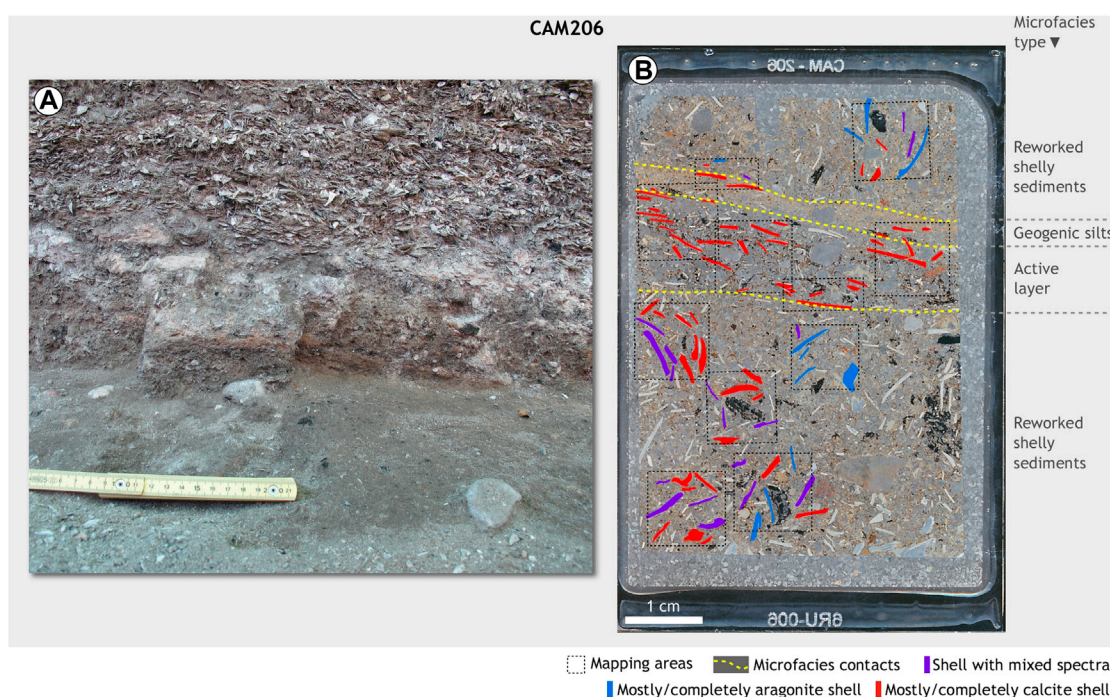 CAM206
Microfacies
type ▼
A
B
CAM - 206
Reworked
shelly
sediments
Geogenic silts
Active
layer
Reworked
shelly
sediments
1 cm
6RU-006
Mapping areas
Microfacies contacts
Shell with mixed spectra
Mostly/completely aragonite shell
Mostly/completely calcite shell